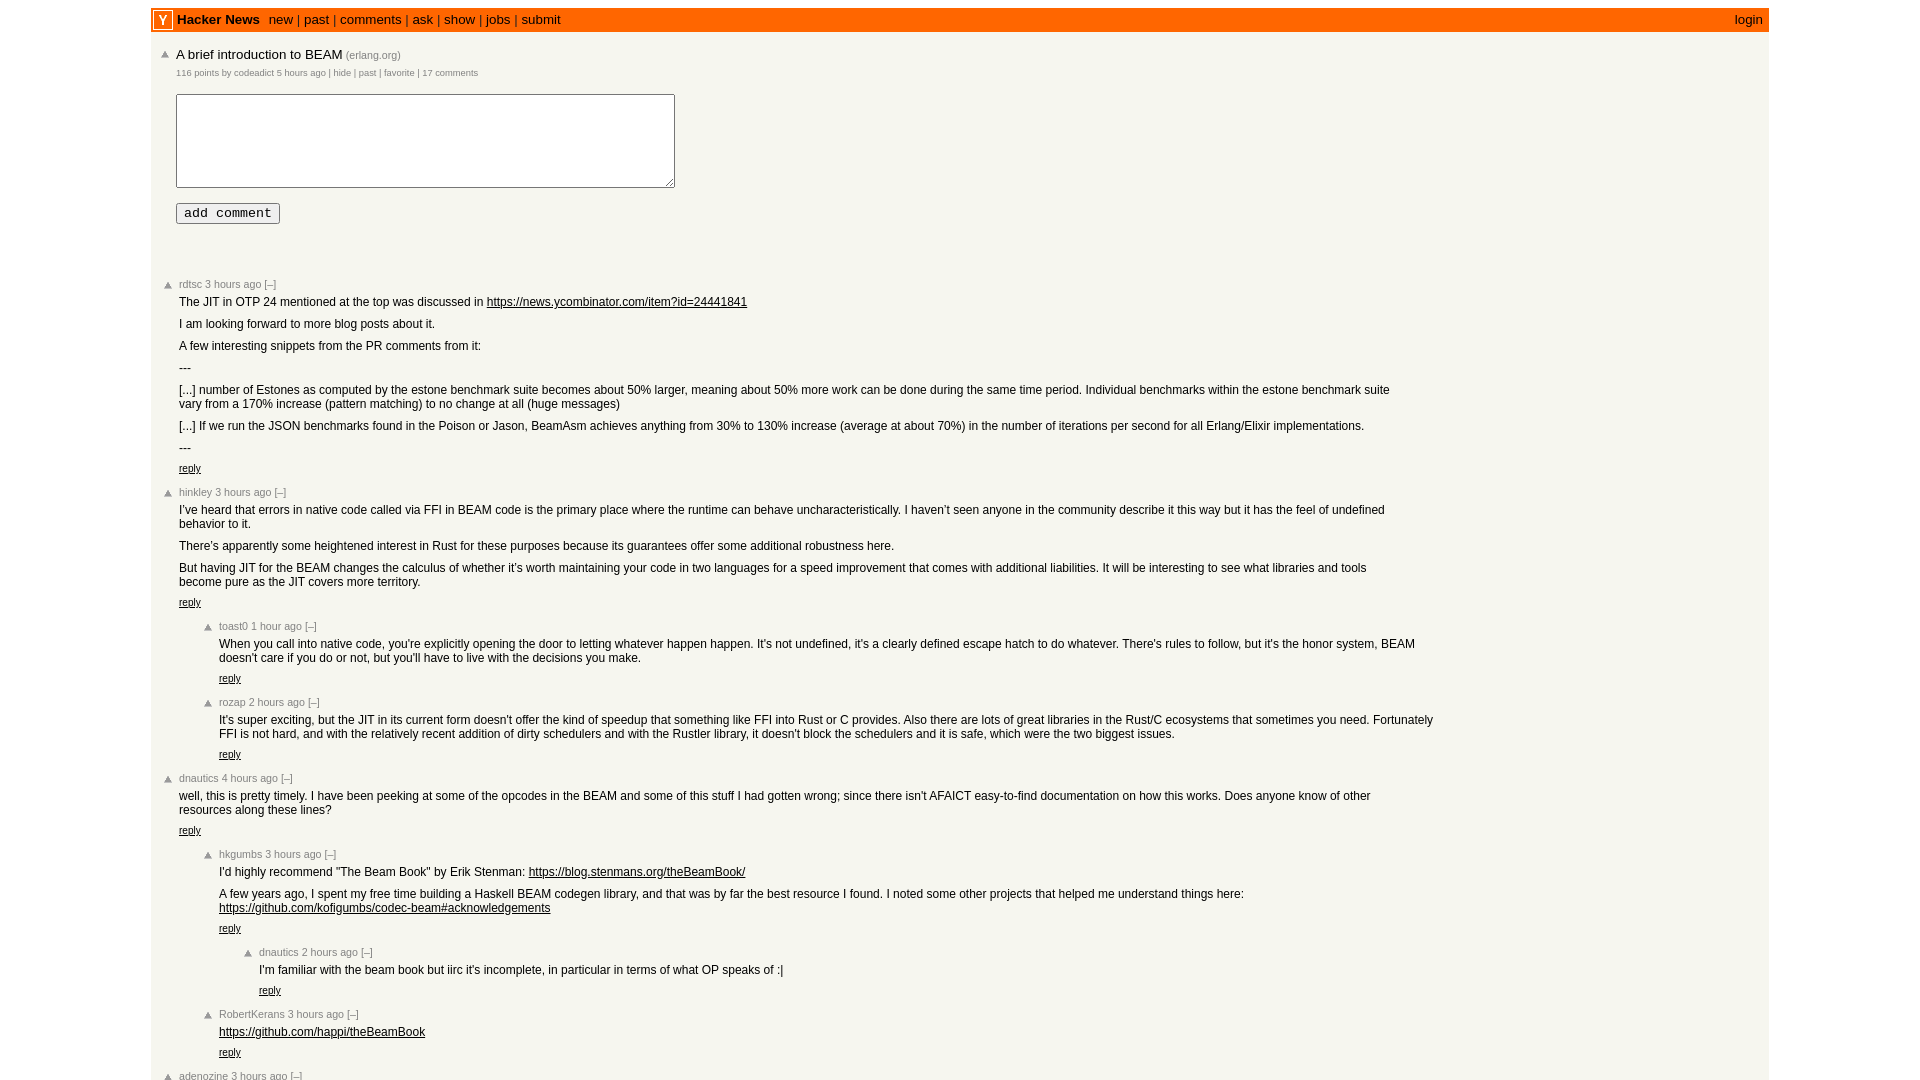 Y Hacker News new | past | comments | ask | show | jobs | submit login
A brief introduction to BEAM (erlang.org)
116 points by codeadict 5 hours ago | hide | past | favorite | 17 comments
add comment
rdtsc 3 hours ago [–]
The JIT in OTP 24 mentioned at the top was discussed in https://news.ycombinator.com/item?id=24441841
I am looking forward to more blog posts about it.
A few interesting snippets from the PR comments from it:
---
[...] number of Estones as computed by the estone benchmark suite becomes about 50% larger, meaning about 50% more work can be done during the same time period. Individual benchmarks within the estone benchmark suite
vary from a 170% increase (pattern matching) to no change at all (huge messages)
[...] If we run the JSON benchmarks found in the Poison or Jason, BeamAsm achieves anything from 30% to 130% increase (average at about 70%) in the number of iterations per second for all Erlang/Elixir implementations.
---
reply
hinkley 3 hours ago [–]
I’ve heard that errors in native code called via FFI in BEAM code is the primary place where the runtime can behave uncharacteristically. I haven’t seen anyone in the community describe it this way but it has the feel of undefined
behavior to it.
There’s apparently some heightened interest in Rust for these purposes because its guarantees offer some additional robustness here.
But having JIT for the BEAM changes the calculus of whether it’s worth maintaining your code in two languages for a speed improvement that comes with additional liabilities. It will be interesting to see what libraries and tools
become pure as the JIT covers more territory.
reply
toast0 1 hour ago [–]
When you call into native code, you're explicitly opening the door to letting whatever happen happen. It's not undefined, it's a clearly defined escape hatch to do whatever. There's rules to follow, but it's the honor system, BEAM
doesn't care if you do or not, but you'll have to live with the decisions you make.
reply
rozap 2 hours ago [–]
It's super exciting, but the JIT in its current form doesn't offer the kind of speedup that something like FFI into Rust or C provides. Also there are lots of great libraries in the Rust/C ecosystems that sometimes you need. Fortunately
FFI is not hard, and with the relatively recent addition of dirty schedulers and with the Rustler library, it doesn't block the schedulers and it is safe, which were the two biggest issues.
reply
dnautics 4 hours ago [–]
well, this is pretty timely. I have been peeking at some of the opcodes in the BEAM and some of this stuff I had gotten wrong; since there isn't AFAICT easy-to-find documentation on how this works. Does anyone know of other
resources along these lines?
reply
hkgumbs 3 hours ago [–]
I'd highly recommend "The Beam Book" by Erik Stenman: https://blog.stenmans.org/theBeamBook/
A few years ago, I spent my free time building a Haskell BEAM codegen library, and that was by far the best resource I found. I noted some other projects that helped me understand things here:
https://github.com/kofigumbs/codec-beam#acknowledgements
reply
dnautics 2 hours ago [–]
I'm familiar with the beam book but iirc it's incomplete, in particular in terms of what OP speaks of :|
reply
RobertKerans 3 hours ago [–]
https://github.com/happi/theBeamBook
reply
adenozine 3 hours ago [–]